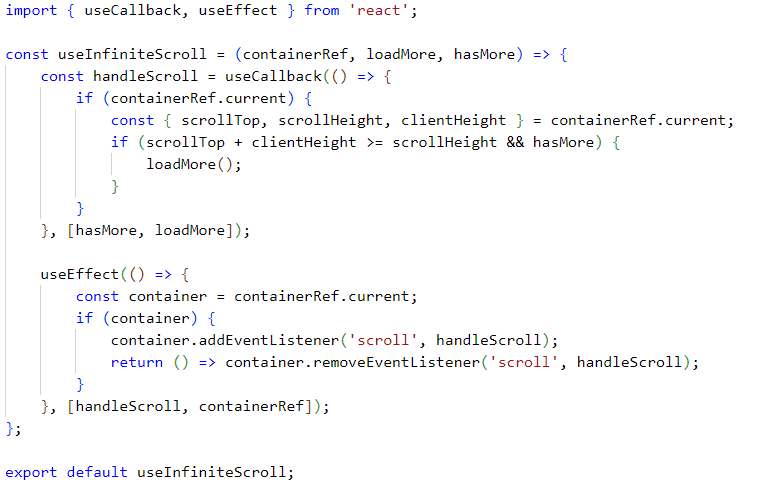 import { useCallback, useEffect } from 'react';

const useInfiniteScroll = (containerRef, loadMore, hasMore) => {
    const handleScroll = useCallback(() => {
        if (containerRef.current) {
            const { scrollTop, scrollHeight, clientHeight } = containerRef.current;
            if (scrollTop + clientHeight >= scrollHeight && hasMore) {
                loadMore();
            }
        }
    }, [hasMore, loadMore]);

    useEffect(() => {
        const container = containerRef.current;
        if (container) {
            container.addEventListener('scroll', handleScroll);
            return () => container.removeEventListener('scroll', handleScroll);
        }
    }, [handleScroll, containerRef]);
};

export default useInfiniteScroll;